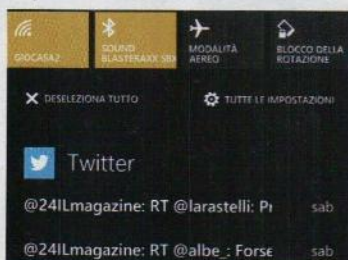 GIOCASA2
SOUND BLASTERAXX SBX
MODALITÀ AEREO
BLOCCO DELLA ROTAZIONE
DESELEZIONA TUTTO
TUTTE LE IMPOSTAZIONI
Twitter
@24ILmagazine: RT @larastelli: Pr sab
@24ILmagazine: RT @albe_: Forse sab